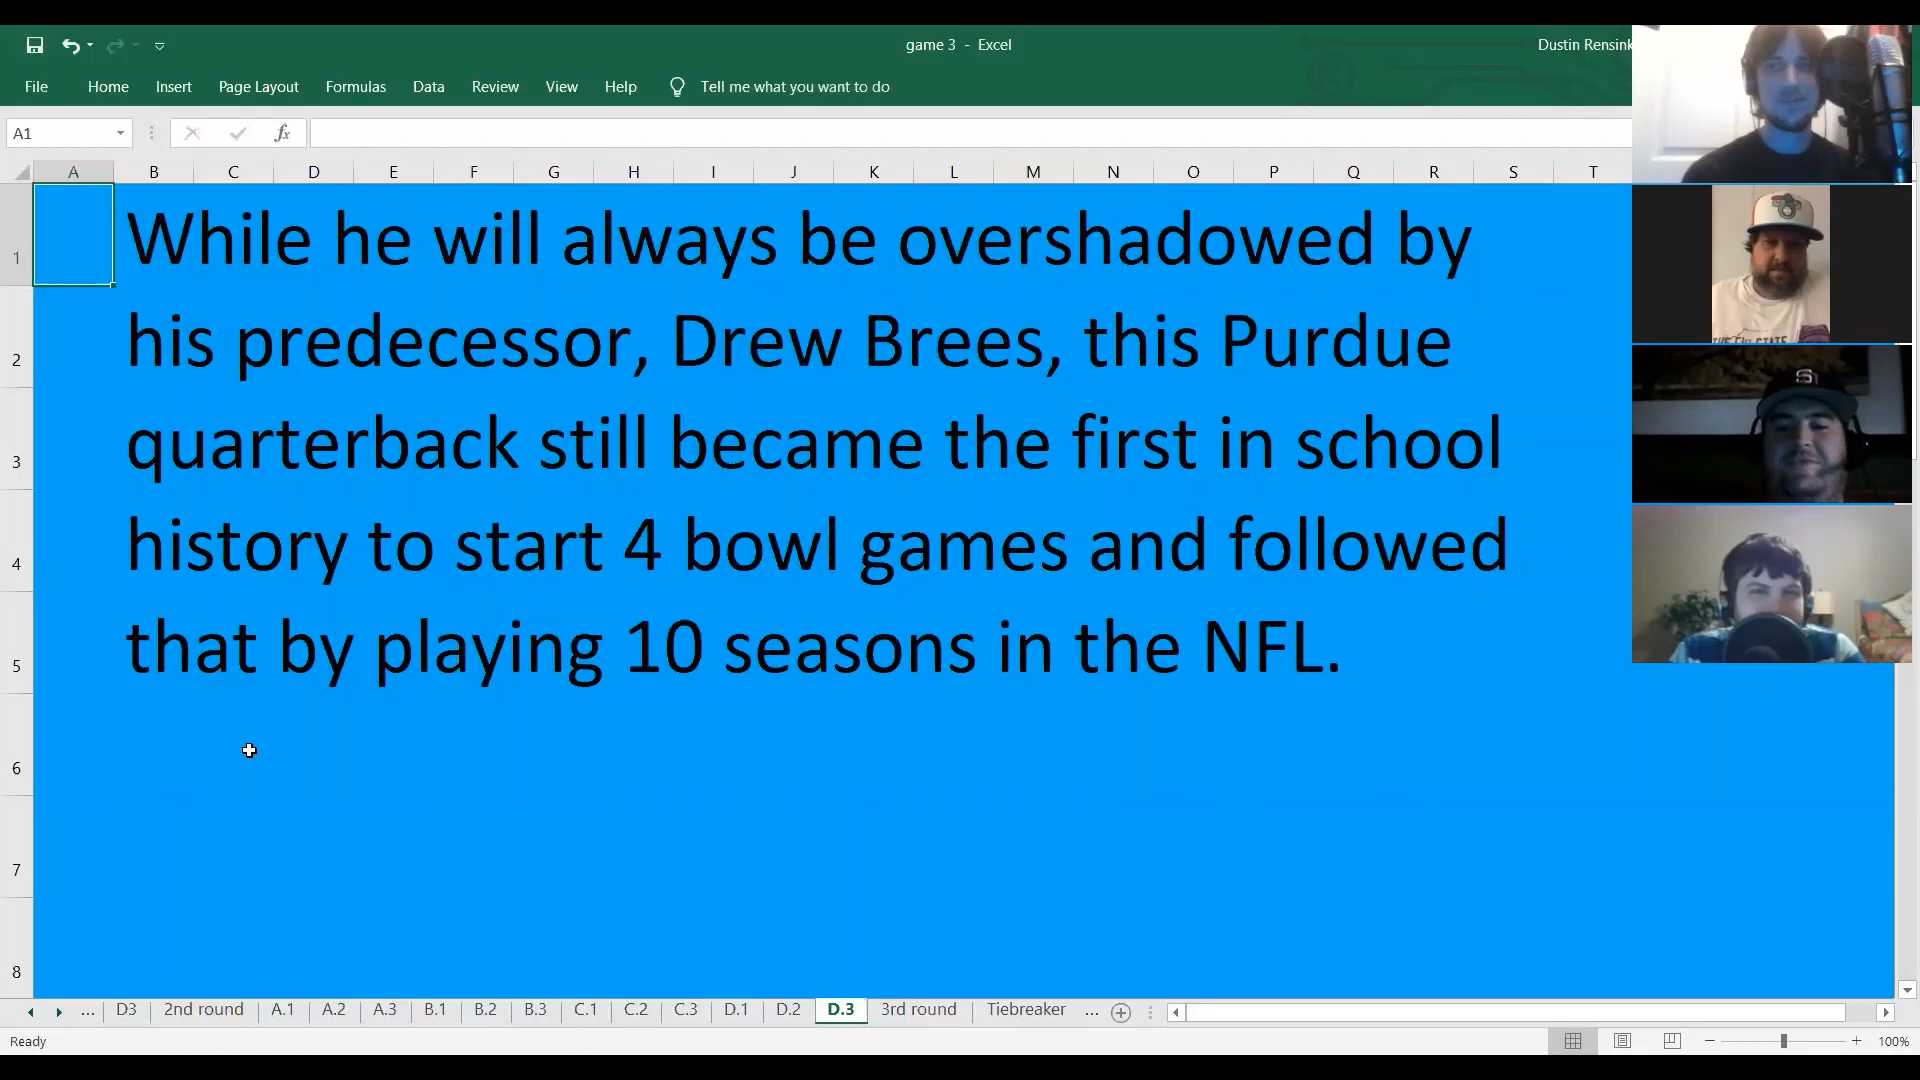 game 3 - Excel
Dustin Rensink
File Home Insert Page Layout Formulas Data Review View Help Tell me what you want to do
A1
fx
A B C D E F G H I J K L M N O P Q R S T
1 While he will always be overshadowed by
2 his predecessor, Drew Brees, this Purdue
3 quarterback still became the first in school
4 history to start 4 bowl games and followed
5 that by playing 10 seasons in the NFL.
6
7
8
... D3 2nd round A.1 A.2 A.3 B.1 B.2 B.3 C.1 C.2 C.3 D.1 D.2 D.3 3rd round Tiebreaker ...
Ready
100%